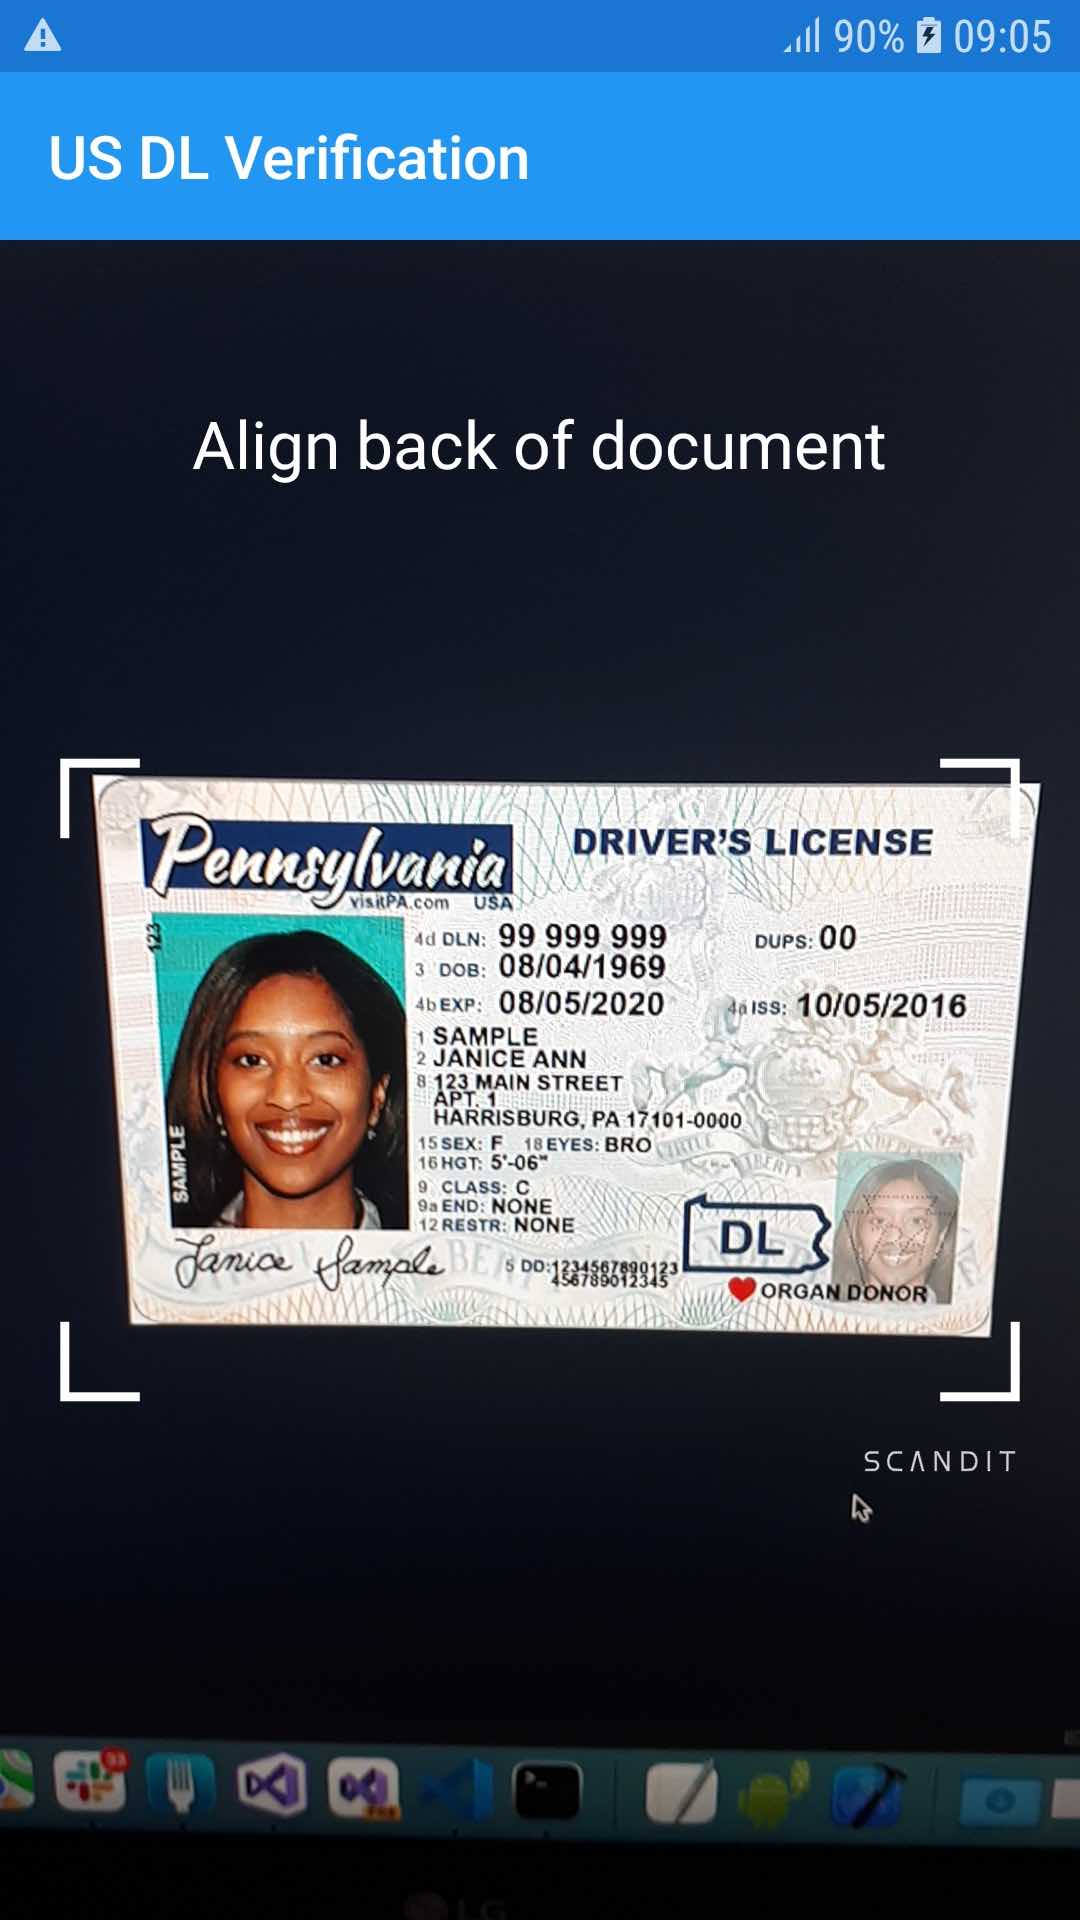 90% 09:05
US DL Verification
Align back of document
Pennsylvania
visitPA.com USA
DRIVER'S LICENSE
123
4d DLN: 99 999 999 DUPS: 00
3 DOB: 08/04/1969
4b EXP: 08/05/2020 4a ISS: 10/05/2016
1 SAMPLE
2 JANICE ANN
8 123 MAIN STREET
APT. 1
HARRISBURG, PA 17101-0000
15 SEX: F 18 EYES: BRO
16 HGT: 5'-06"
9 CLASS: C
9a END: NONE
12 RESTR: NONE
SAMPLE
Janice Sample
5 DD:1234567890123
456789012345
DL
ORGAN DONOR
SCANDIT
33
LG